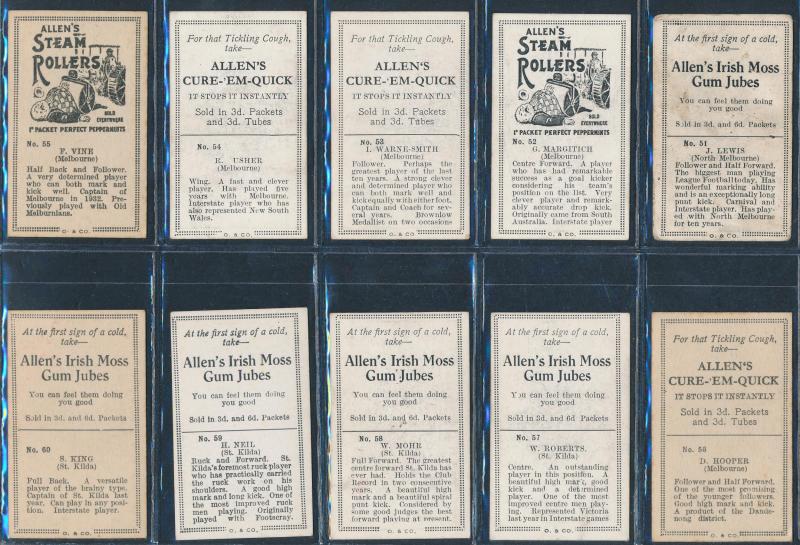 ALLEN'S
STEAM
ROLLERS
SOLD
EVERYWHERE
1D PACKET PERFECT PEPPERMINTS
No. 55
F. VINE
(Melbourne)
Half Back and Follower.
A very determined player
who can both mark and
kick well. Captain of
Melbourne in 1932. Pre-
viously played with Old
Melburnians.
O. & CO.
For that Tickling Cough,
take—
ALLEN'S
CURE-'EM-QUICK
IT STOPS IT INSTANTLY
Sold in 3d. Packets
and 3d. Tubes
No. 54
R. USHER
(Melbourne)
Wing. A fast and clever
player. Has played five
years with Melbourne.
Interstate player who has
also represented New South
Wales.
O. & CO.
For that Tickling Cough,
take—
ALLEN'S
CURE-'EM-QUICK
IT STOPS IT INSTANTLY
Sold in 3d. Packets
and 3d. Tubes
No. 53
I. WARNE-SMITH
(Melbourne)
Follower. Perhaps the
greatest player of the last
ten years. A strong clever
and determined player who
can both mark well and
kick equally with either foot.
Captain and Coach for sev-
eral years. Brownlow
Medallist on two occasions
O. & CO.
ALLEN'S
STEAM
ROLLERS
SOLD
EVERYWHERE
1D PACKET PERFECT PEPPERMINTS
No. 52
G. MARGITICH
(Melbourne)
Centre Forward. A player
who has had remarkable
success as a goal kicker
considering his team's
position on the list. Very
clever player and remark-
ably accurate drop kick.
Originally came from South
Australia. Interstate player
O. & CO.
At the first sign of a cold,
take—
Allen's Irish Moss
Gum Jubes
You can feel them doing
you good
Sold in 3d. and 6d. Packets
No. 51
J. LEWIS
(North Melbourne)
Follower and Half Forward.
The biggest man playing
League Football today. Has
wonderful marking ability
and is an exceptionally long
punt kick. Carnival and
Interstate player. Has play-
ed with North Melbourne
for ten years.
O. & CO.
At the first sign of a cold,
take—
Allen's Irish Moss
Gum Jubes
You can feel them doing
you good
Sold in 3d. and 6d. Packets
No. 60
S. KING
(St. Kilda)
Full Back. A versatile
player of the brainy type.
Captain of St. Kilda last
year. Can play in any posi-
tion. Interstate player.
O. & CO.
At the first sign of a cold,
take—
Allen's Irish Moss
Gum Jubes
You can feel them doing
you good
Sold in 3d. and 6d. Packets
No. 59
H. NEIL
(St. Kilda)
Ruck and Forward. St.
Kilda's foremost ruck player
who has practically carried
the ruck work on his
shoulders. A good high
mark and long kick. One of
the most improved ruck
men playing. Originally
played with Footscray.
O. & CO.
At the first sign of a cold,
take—
Allen's Irish Moss
Gum Jubes
You can feel them doing
you good
Sold in 3d. and 6d. Packets
No. 58
W. MOHR
(St. Kilda)
Full Forward. The greatest
centre forward St. Kilda has
ever had. Holds the Club
Record in two consecutive
years. A beautiful high
mark and a beautiful spiral
punt kick. Considered by
some good judges the best
forward playing at present.
O. & CO.
At the first sign of a cold,
take—
Allen's Irish Moss
Gum Jubes
You can feel them doing
you good
Sold in 3d. and 6d. Packets
No. 57
W. ROBERTS.
(St. Kilda)
Centre. An outstanding
player in this position. A
beautiful high mark, good
kick and a determined
player. One of the most
improved centre men play-
ing. Represented Victoria
last year in Interstate games
O. & CO.
For that Tickling Cough,
take—
ALLEN'S
CURE-'EM-QUICK
IT STOPS IT INSTANTLY
Sold in 3d. Packets
and 3d. Tubes
No. 56
D. HOOPER
(Melbourne)
Follower and Half Forward.
One of the most promising
of the younger followers.
Good high mark and kick.
A product of the Dande-
nong district.
O. & CO.